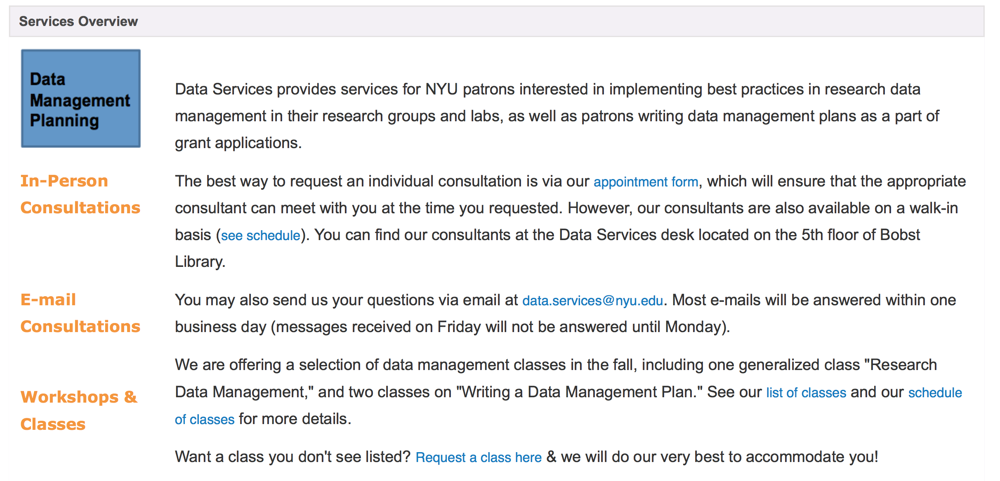 Services Overview
Data
Management
Planning
Data Services provides services for NYU patrons interested in implementing best practices in research data
management in their research groups and labs, as well as patrons writing data management plans as a part of
grant applications.
In-Person
Consultations
The best way to request an individual consultation is via our appointment form, which will ensure that the appropriate
consultant can meet with you at the time you requested. However, our consultants are also available on a walk-in
basis (see schedule). You can find our consultants at the Data Services desk located on the 5th floor of Bobst
Library.
E-mail
Consultations
You may also send us your questions via email at data.services@nyu.edu. Most e-mails will be answered within one
business day (messages received on Friday will not be answered until Monday).
Workshops &
Classes
We are offering a selection of data management classes in the fall, including one generalized class "Research
Data Management," and two classes on "Writing a Data Management Plan." See our list of classes and our schedule
of classes for more details.
Want a class you don't see listed? Request a class here & we will do our very best to accommodate you!